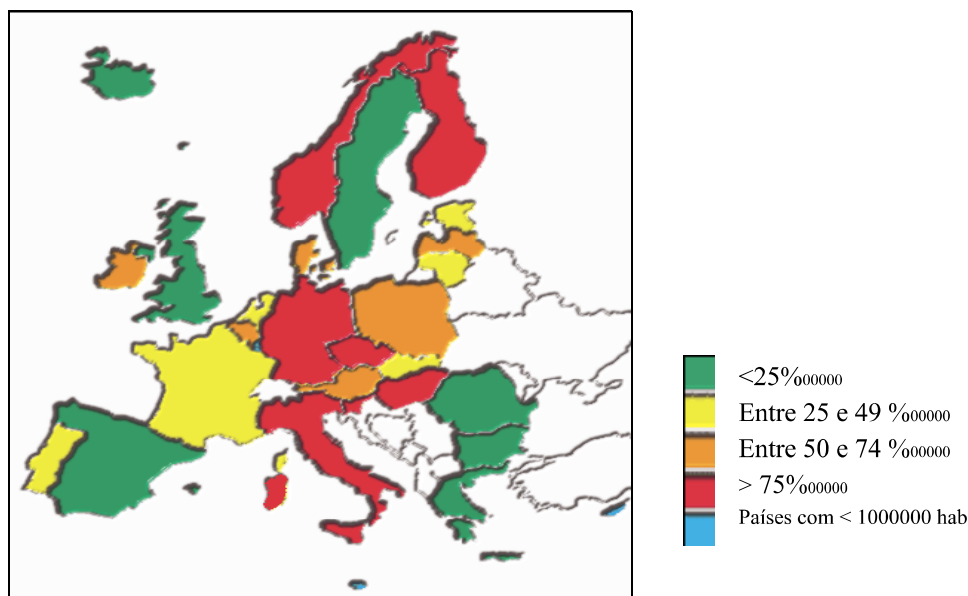 <25%00000
Entre 25 e 49 %00000
Entre 50 e 74 %00000
> 75%00000
Países com < 1000000 hab